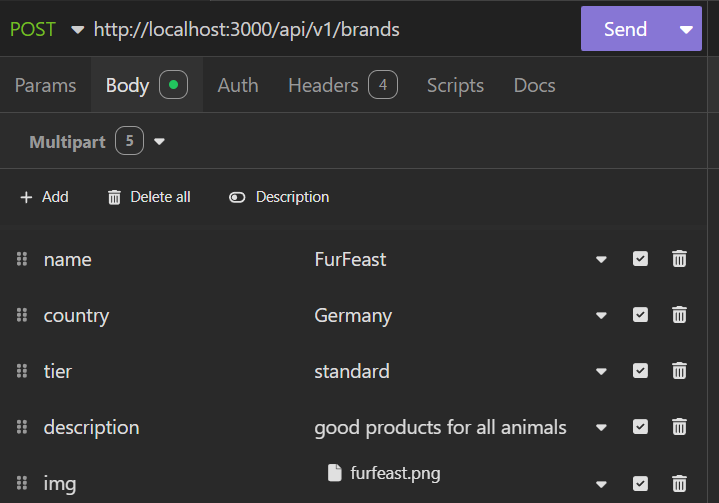 POST http://localhost:3000/api/v1/brands Send
Params Body Auth Headers 4 Scripts Docs
Multipart 5
Add Delete all Description
name FurFeast
country Germany
tier standard
description good products for all animals
img furfeast.png